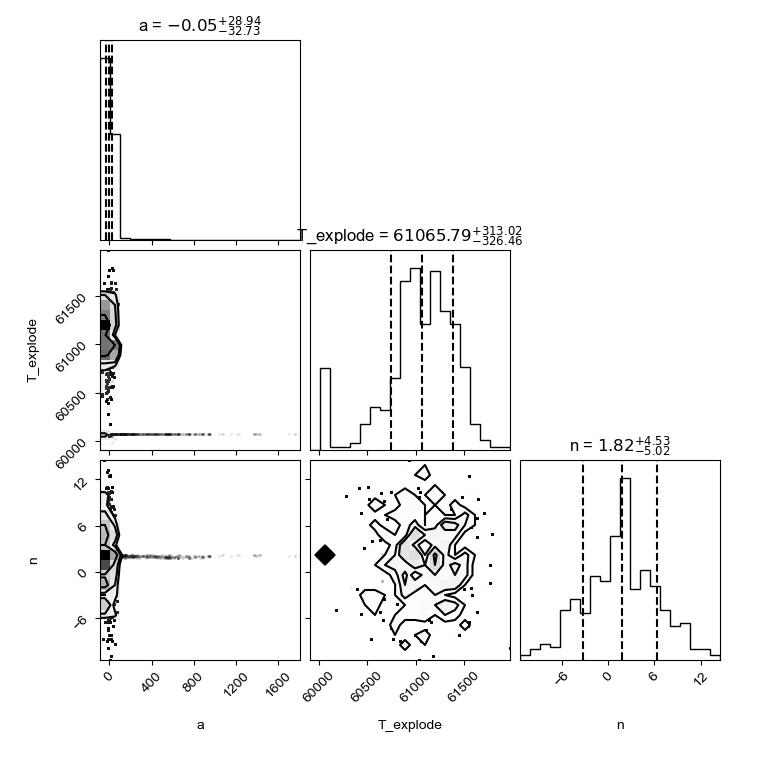 a = −0.05+28.94−32.73
T_explode = 61065.79+313.02−326.46
61500
61000
60500
60000
T_explode
n = 1.82+4.53−5.02
12
6
0
−6
n
0 400 800 1200 1600
60000 60500 61000 61500
−6 0 6 12
a
T_explode
n